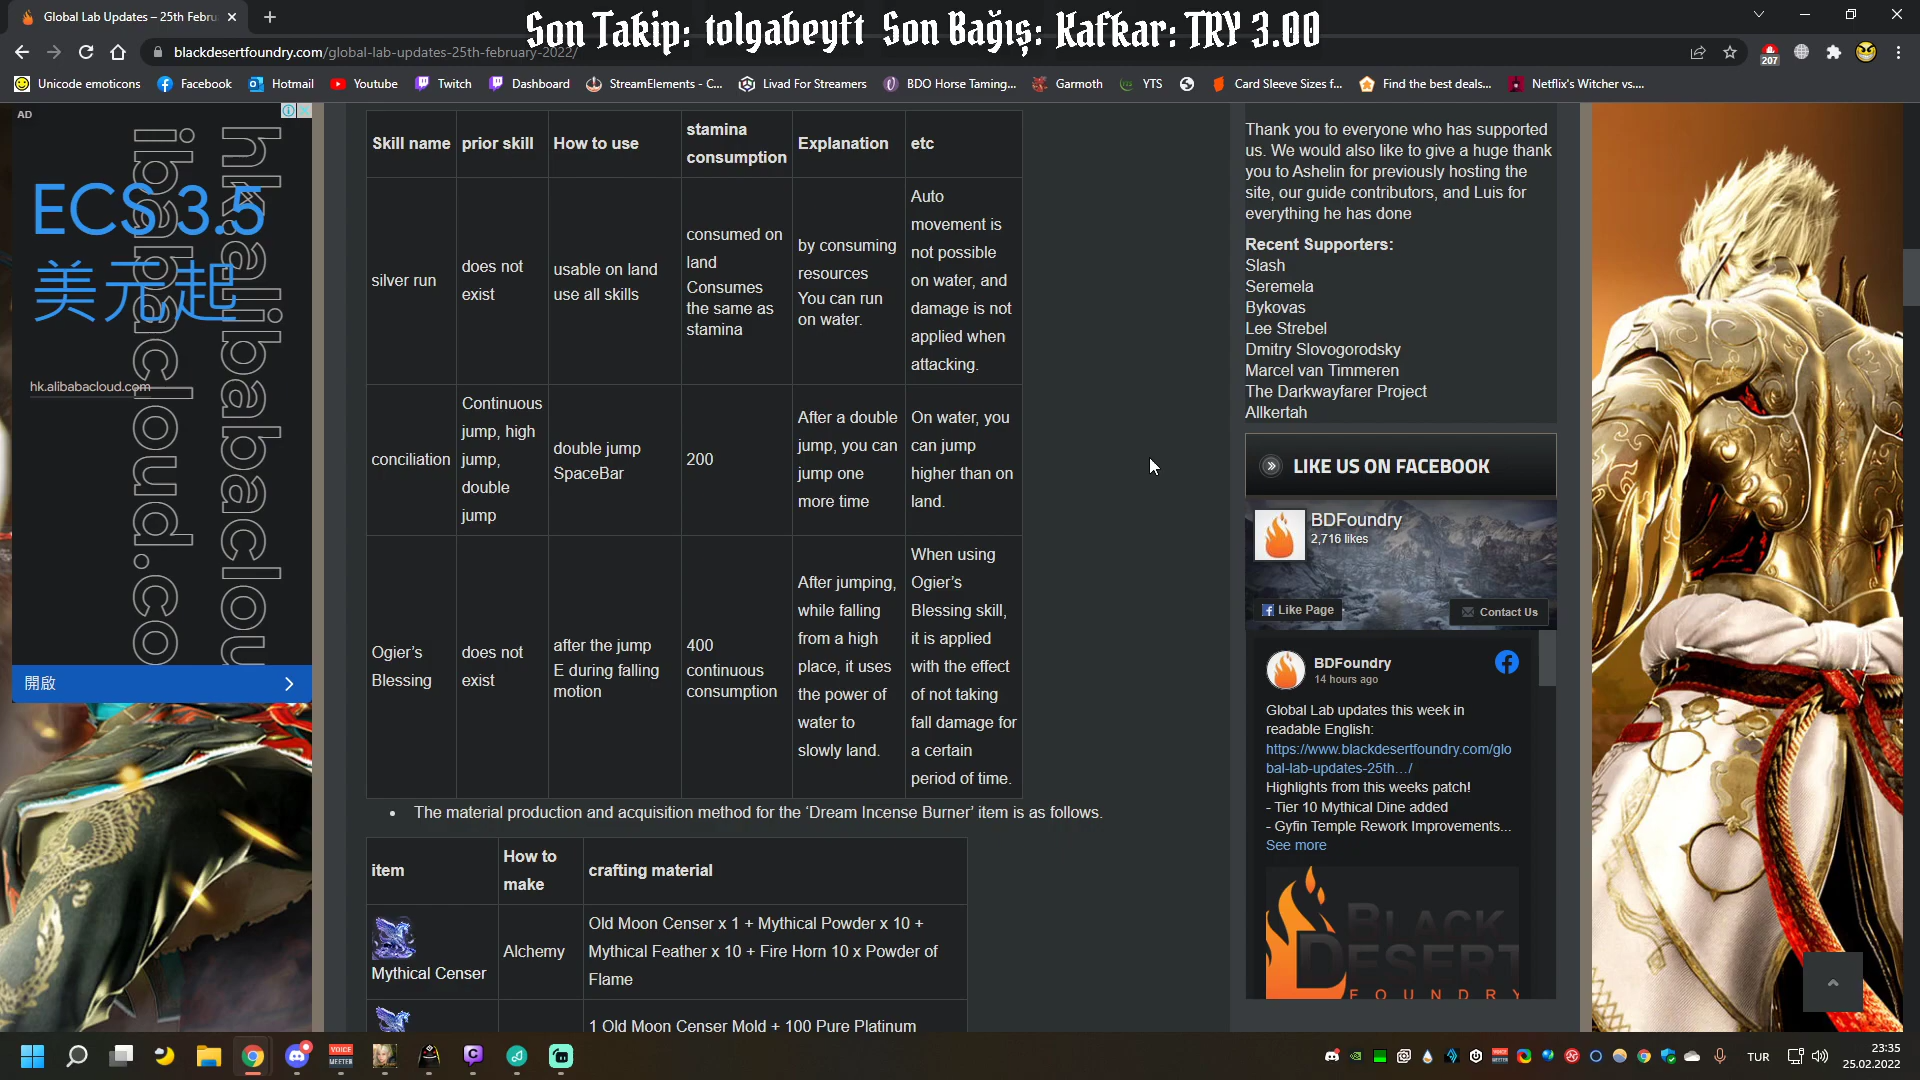 Global Lab Updates – 25th Febru
Son Takip: tolgabeyft Son Bağış: Kafkar: TRY 3.00
blackdesertfoundry.com/global-lab-updates-25th-february-2022/
207
Unicode emoticons
Facebook
Hotmail
Youtube
Twitch
Dashboard
StreamElements - C...
Livad For Streamers
BDO Horse Taming...
Garmoth
YTS
Card Sleeve Sizes f...
Find the best deals...
Netflix's Witcher vs....
AD
ECS 3.5
美元起
hk.alibabacloud.com
hk.alibabaclou
ibabacloud.co
開啟
Skill name
prior skill
How to use
stamina
consumption
Explanation
etc
silver run
does not
exist
usable on land
use all skills
consumed on
land
Consumes
the same as
stamina
by consuming
resources
You can run
on water.
Auto
movement is
not possible
on water, and
damage is not
applied when
attacking.
conciliation
Continuous
jump, high
jump,
double
jump
double jump
SpaceBar
200
After a double
jump, you can
jump one
more time
On water, you
can jump
higher than on
land.
Ogier’s
Blessing
does not
exist
after the jump
E during falling
motion
400
continuous
consumption
After jumping,
while falling
from a high
place, it uses
the power of
water to
slowly land.
When using
Ogier’s
Blessing skill,
it is applied
with the effect
of not taking
fall damage for
a certain
period of time.
• The material production and acquisition method for the ‘Dream Incense Burner’ item is as follows.
item
How to
make
crafting material
Mythical Censer
Alchemy
Old Moon Censer x 1 + Mythical Powder x 10 +
Mythical Feather x 10 + Fire Horn 10 x Powder of
Flame
1 Old Moon Censer Mold + 100 Pure Platinum
Thank you to everyone who has supported
us. We would also like to give a huge thank
you to Ashelin for previously hosting the
site, our guide contributors, and Luis for
everything he has done
Recent Supporters:
Slash
Seremela
Bykovas
Lee Strebel
Dmitry Slovogorodsky
Marcel van Timmeren
The Darkwayfarer Project
Allkertah
LIKE US ON FACEBOOK
BDFoundry
2,716 likes
Like Page
Contact Us
BDFoundry
14 hours ago
Global Lab updates this week in
readable English:
https://www.blackdesertfoundry.com/glo
bal-lab-updates-25th…/
Highlights from this weeks patch!
- Tier 10 Mythical Dine added
- Gyfin Temple Rework Improvements...
See more
BLACK
DESERT
FOUNDRY
VOICE
MEETER
TUR
23:35
25.02.2022